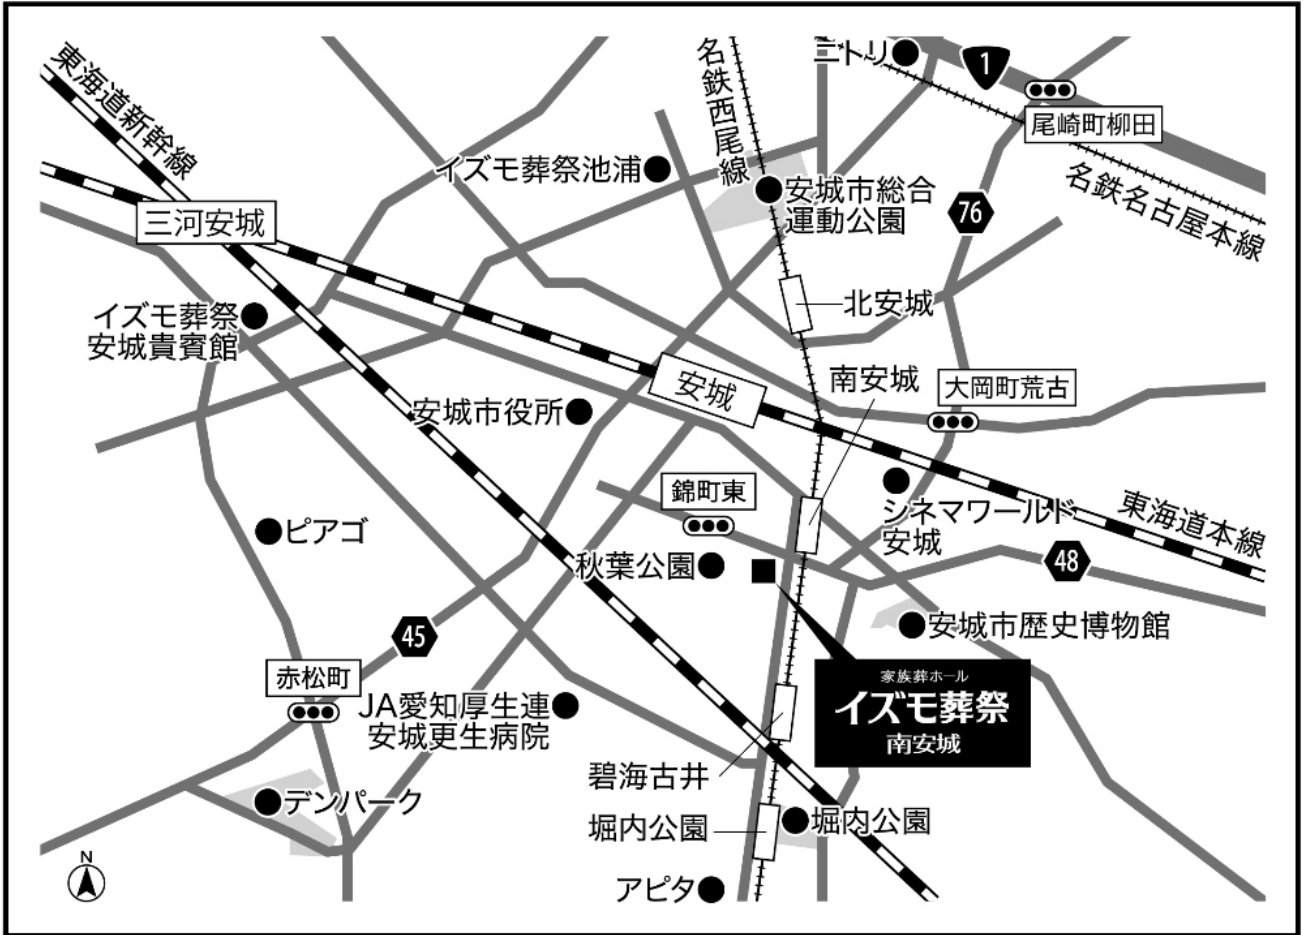 東海道新幹線
名鉄西尾線
ニトリ
1
尾崎町柳田
名鉄名古屋本線
イズモ葬祭池浦
安城市総合
運動公園
76
三河安城
北安城
イズモ葬祭
安城貴賓館
南安城
大岡町荒古
安城
安城市役所
錦町東
シネマワールド
安城
東海道本線
ピアゴ
秋葉公園
48
安城市歴史博物館
45
赤松町
家族葬ホール
イズモ葬祭
南安城
JA愛知厚生連
安城更生病院
碧海古井
デンパーク
堀内公園
堀内公園
N
アピタ